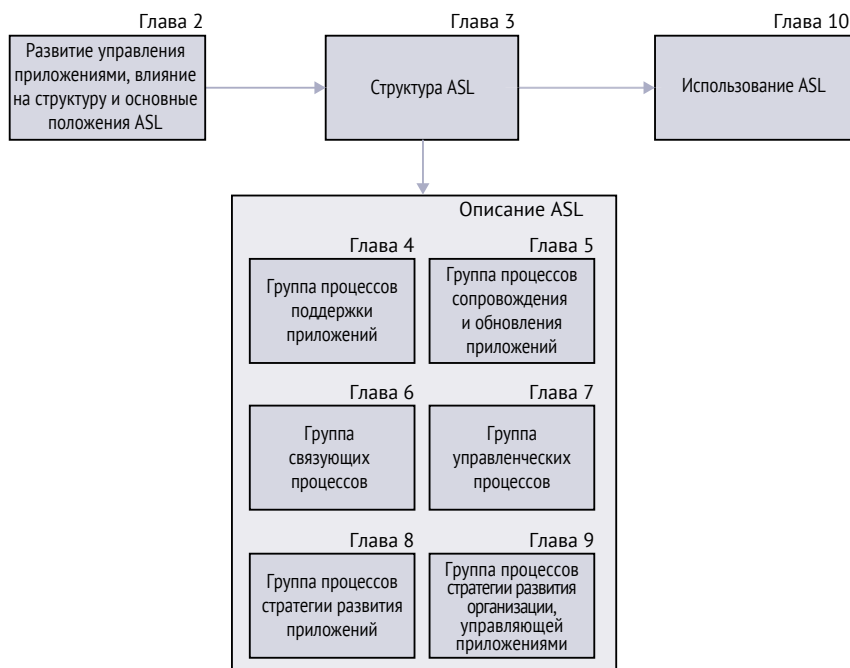 Глава 2
Развитие управления
приложениями, влияние
на структуру и основные
положения ASL
Глава 3
Структура ASL
Глава 10
Использование ASL
Описание ASL
Глава 4
Группа процессов
поддержки
приложений
Глава 5
Группа процессов
сопровождения
и обновления
приложений
Глава 6
Группа
связующих
процессов
Глава 7
Группа
управленческих
процессов
Глава 8
Группа процессов
стратегии развития
приложений
Глава 9
Группа процессов
стратегии развития
организации,
управляющей
приложениями